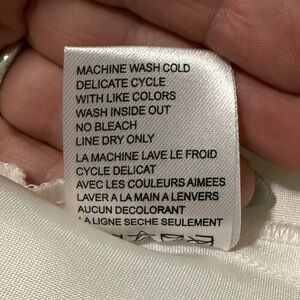 MACHINE WASH COLD
DELICATE CYCLE
WITH LIKE COLORS
WASH INSIDE OUT
NO BLEACH
LINE DRY ONLY
LA MACHINE LAVE LE FROID
CYCLE DELICAT
AVEC LES COULEURS AIMEES
LAVER A LA MAIN A LENVERS
AUCUN DECOLORANT
LA LIGNE SECHE SEULEMENT